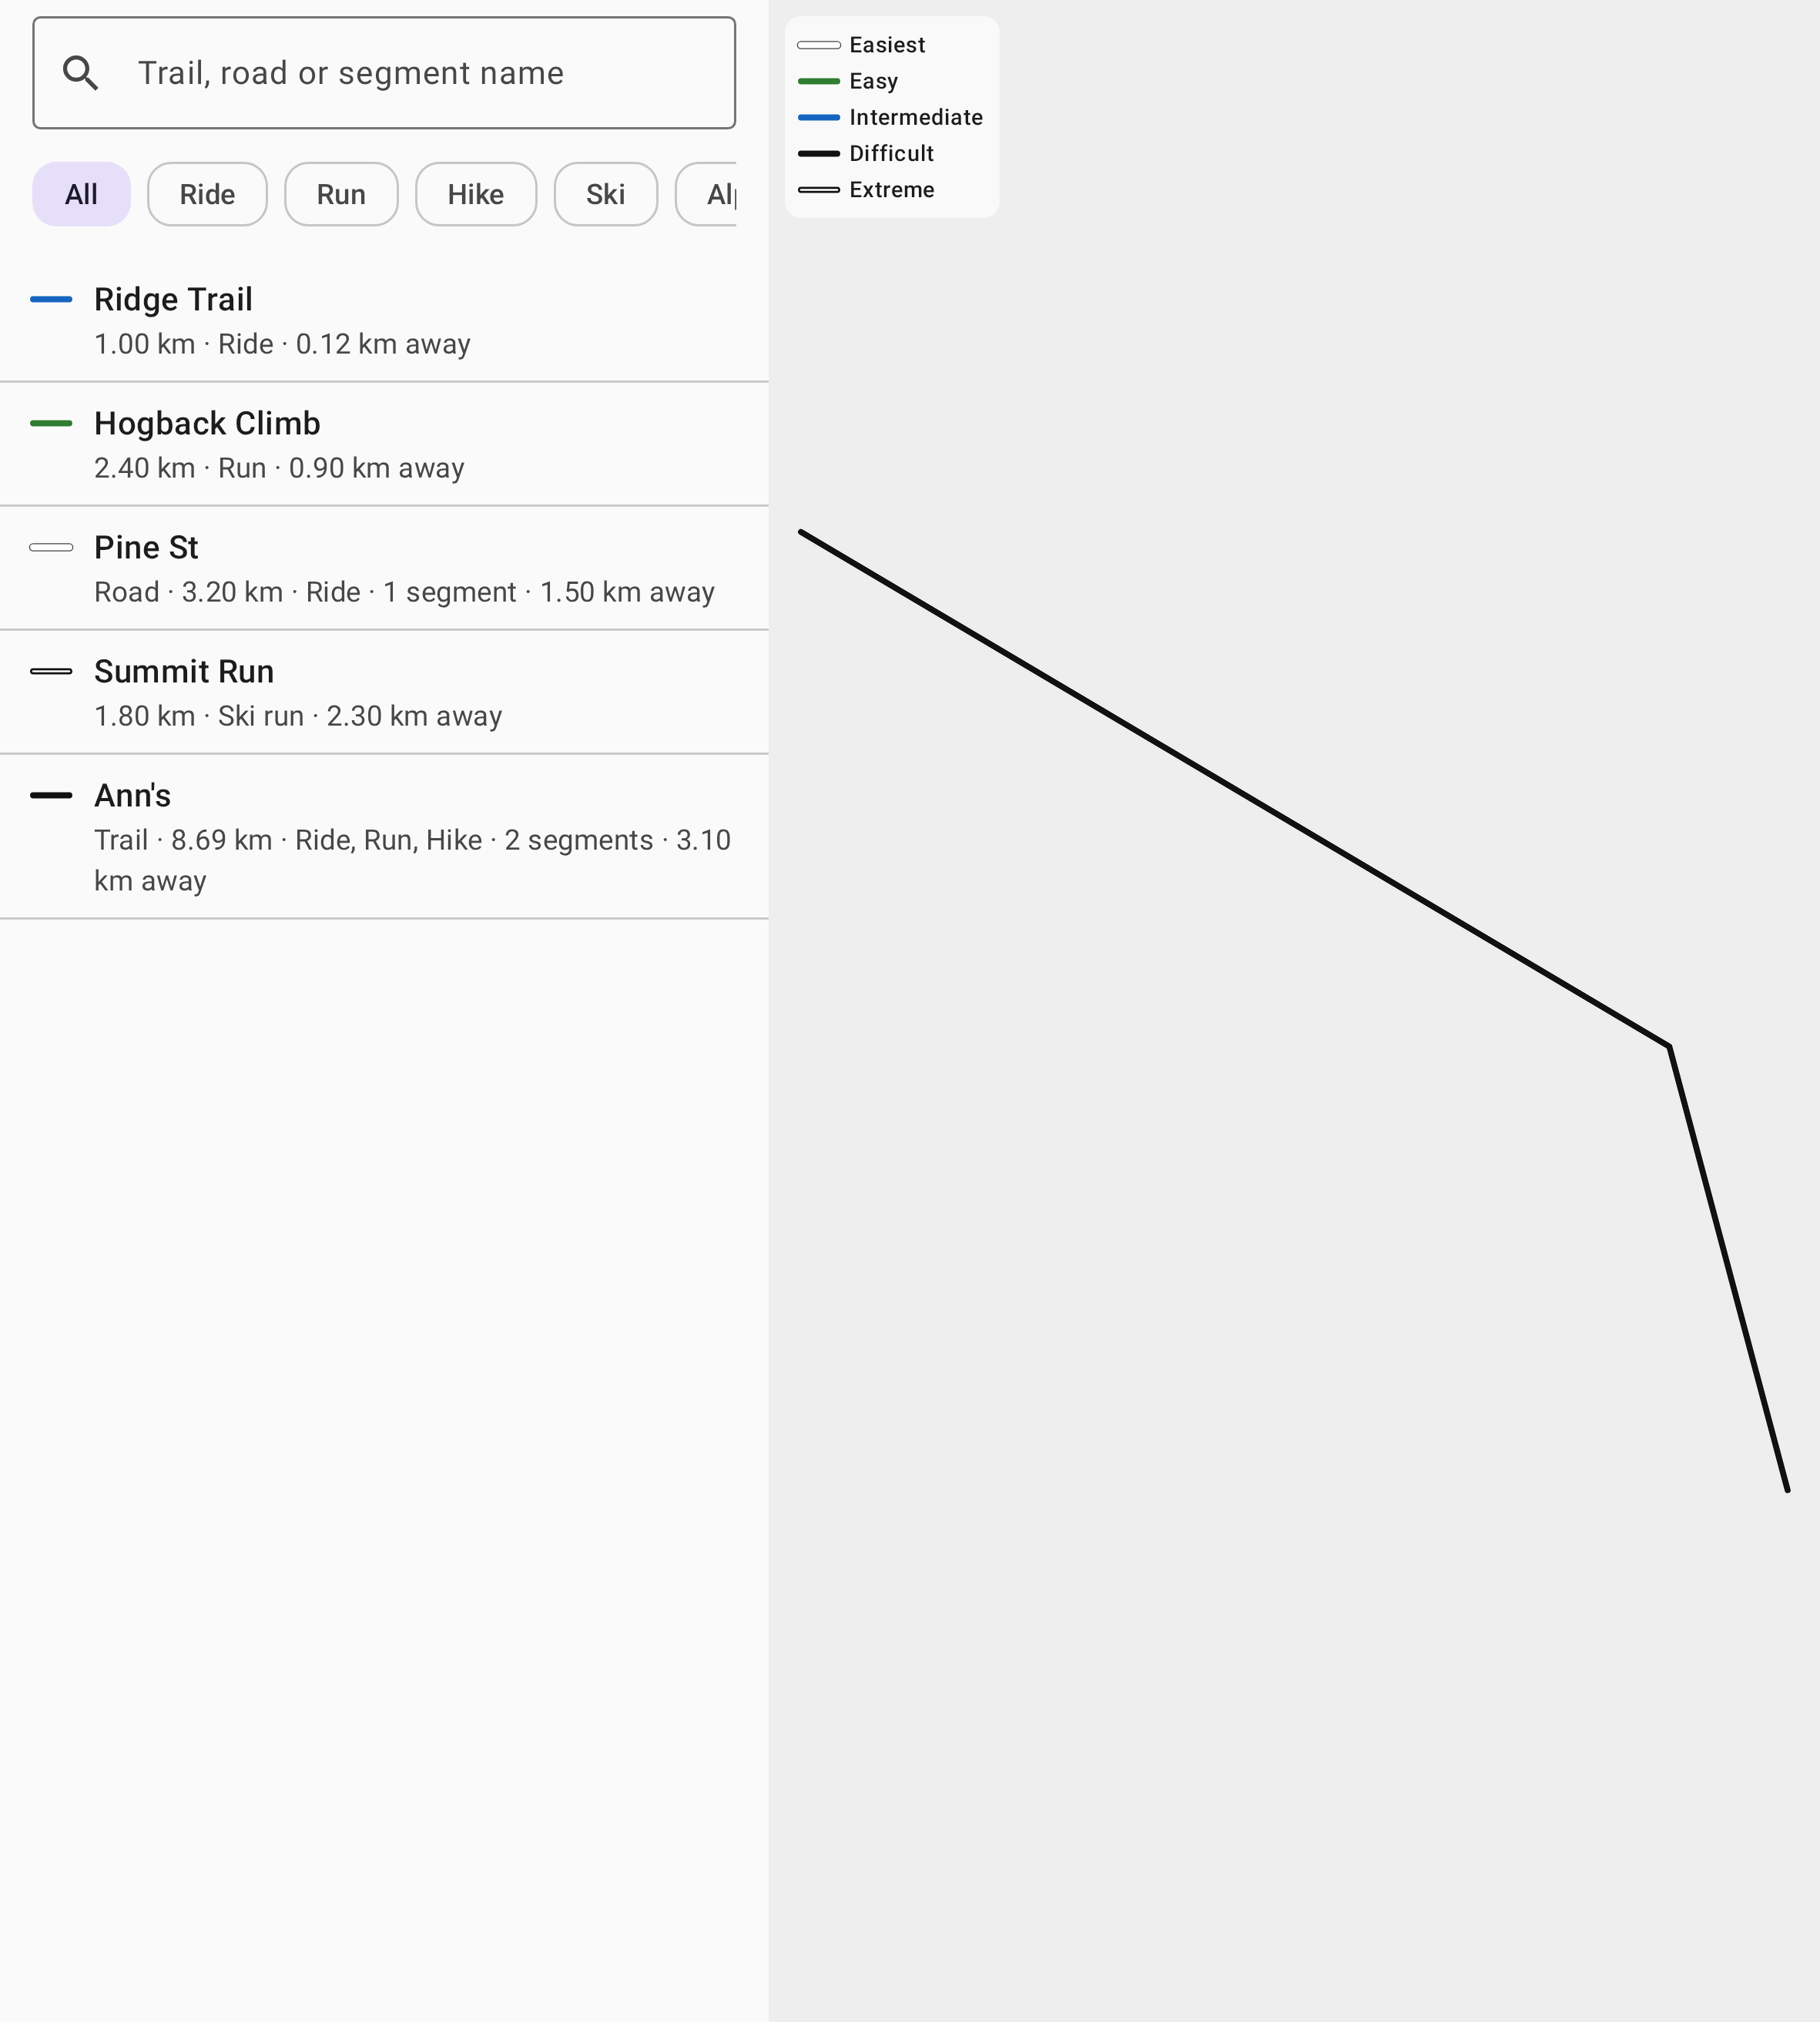 Trail, road or segment name
All
Ride
Run
Hike
Ski
Ridge Trail
1.00 km · Ride · 0.12 km away
Hogback Climb
2.40 km · Run · 0.90 km away
Pine St
Road · 3.20 km · Ride · 1 segment · 1.50 km away
Summit Run
1.80 km · Ski run · 2.30 km away
Ann's
Trail · 8.69 km · Ride, Run, Hike · 2 segments · 3.10
km away
Easiest
Easy
Intermediate
Difficult
Extreme